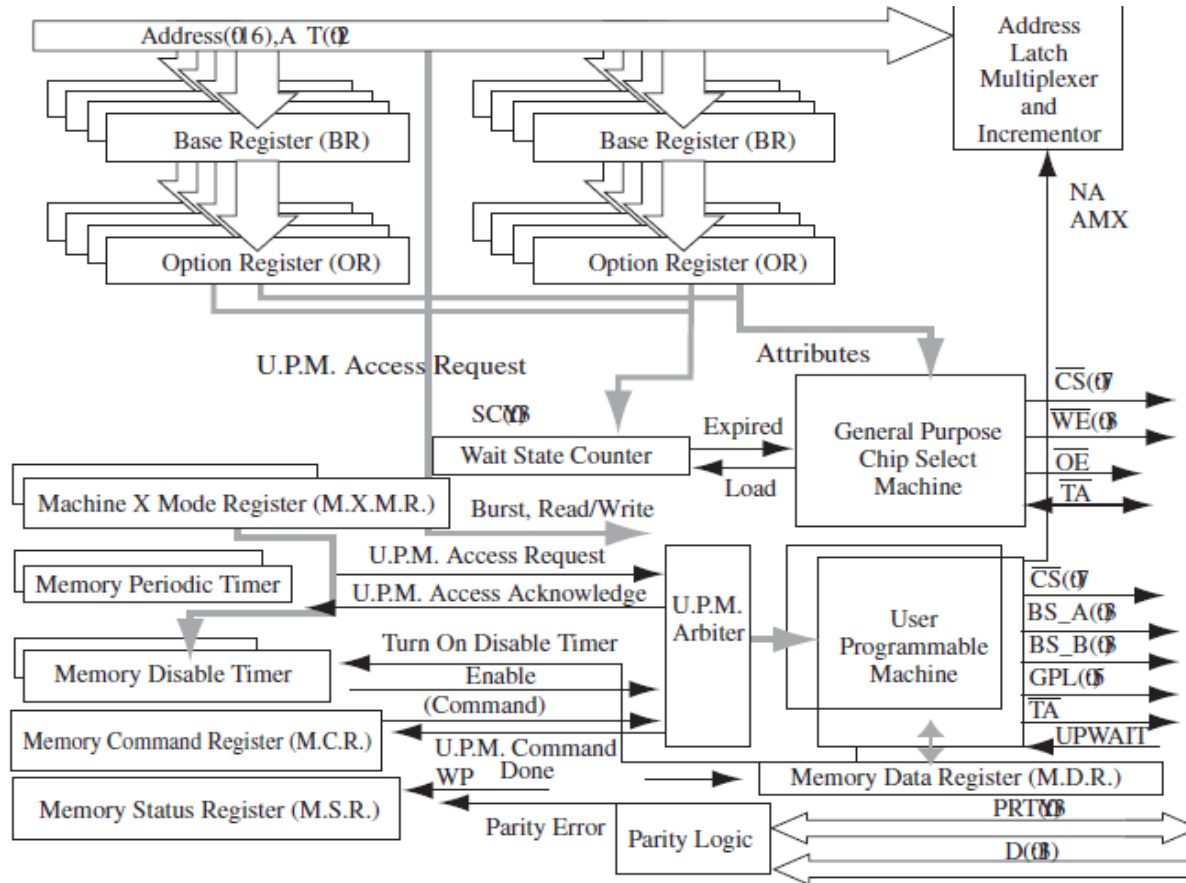 Address(
Address
Latch
Multiplexer
and
Incrementor
Base Register (BR)
Base Register (BR)
NA
AMX
Option Register (OR)
Option Register (OR)
U.P.M. Access Request
Attributes
General Purpose
Chip Select
Machine
CS(
WE(
OE
TA
Expired
Wait State Counter
Load
Machine X Mode Register (M.X.M.R.)
Burst, Read/Write
U.P.M. Access Request
Memory Periodic Timer
U.P.M. Access Acknowledge
U.P.M.
Arbiter
User
Programmable
Machine
CS(
BS_A(
BS_B(
GPL(
TA
UPWAIT
Turn On Disable Timer
Memory Disable Timer
Enable
(Command)
Memory Command Register (M.C.R.)
U.P.M. Command
Done
WP
Memory Data Register (M.D.R.)
Memory Status Register (M.S.R.)
Parity Error
Parity Logic
PRTY(
D(